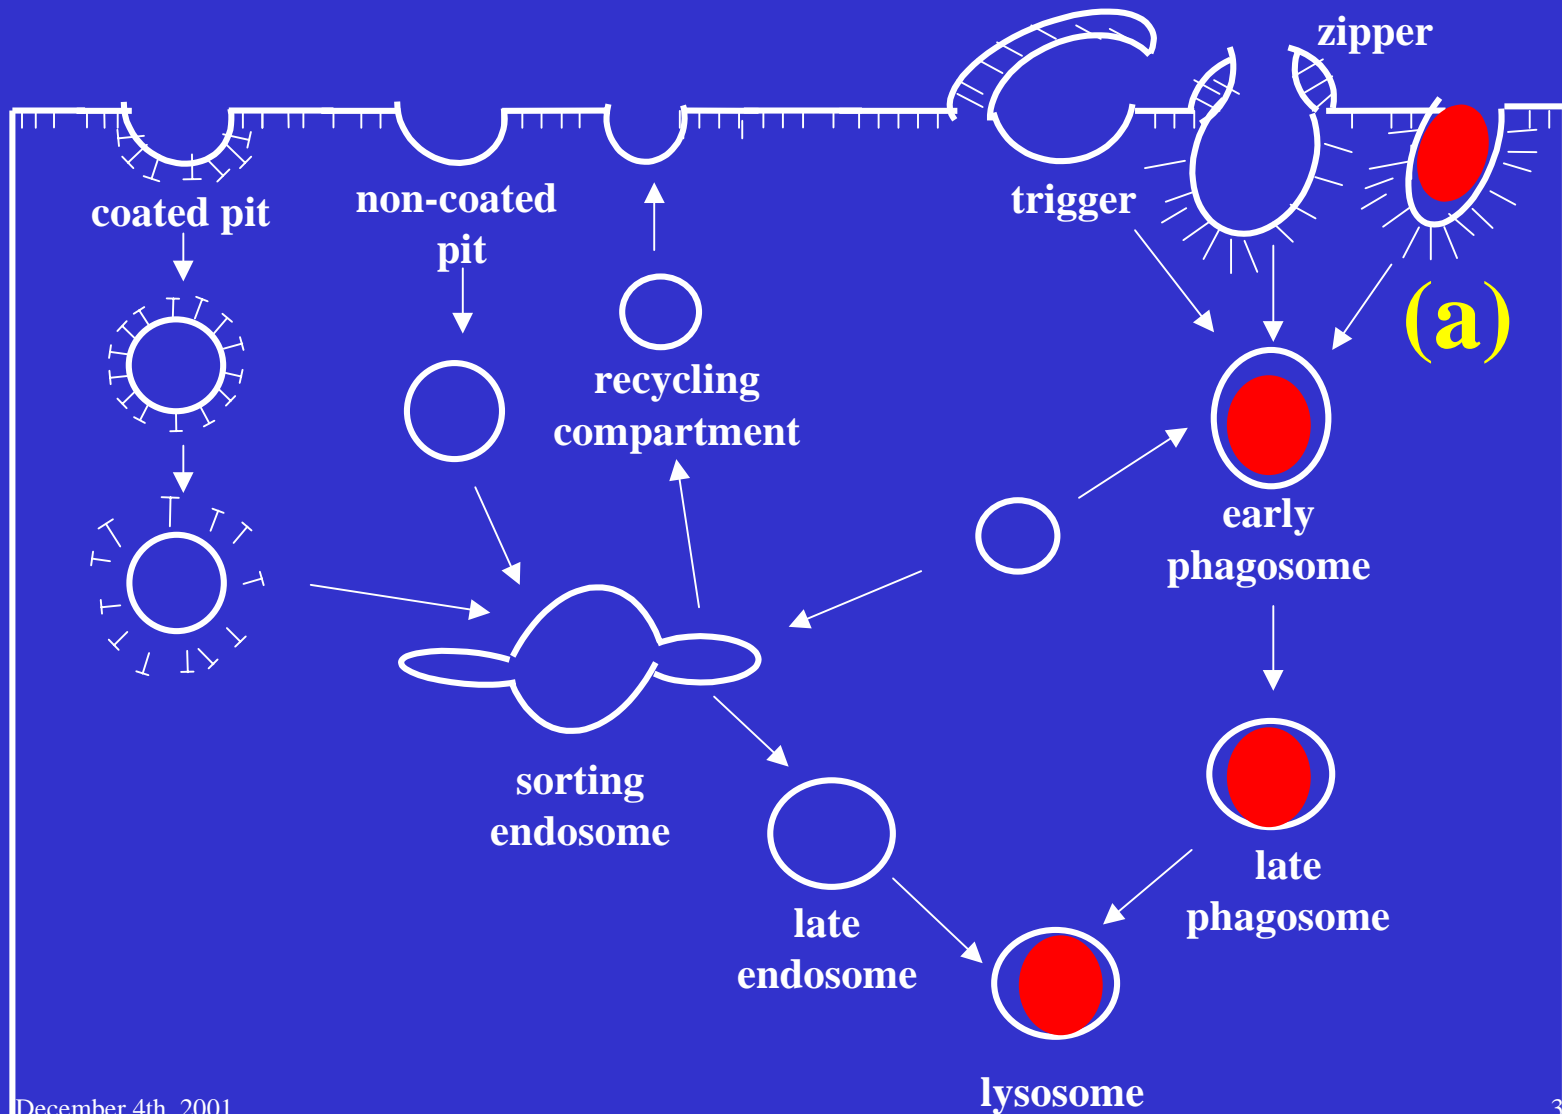 zipper
coated pit
non-coated
pit
trigger
(a)
recycling
compartment
early
phagosome
sorting
endosome
late
endosome
late
phagosome
lysosome
December 4th, 2001
3